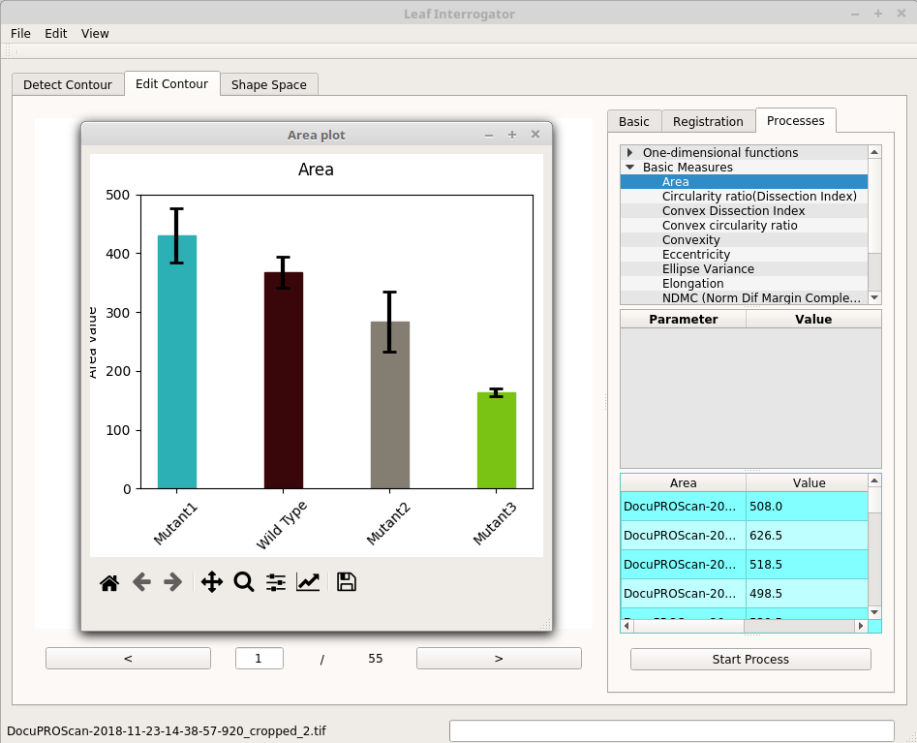 Leaf Interrogator
File Edit View
Detect Contour Edit Contour Shape Space
Area plot
Area
500
400
300
200
100
0
Area value
Mutant1 Wild Type Mutant2 Mutant3
< 1 / 55 >
Basic Registration Processes
One-dimensional functions
Basic Measures
Area
Circularity ratio(Dissection Index)
Convex Dissection Index
Convex circularity ratio
Convexity
Eccentricity
Ellipse Variance
Elongation
NDMC (Norm Dif Margin Comple...
Parameter Value
Area Value
DocuPROScan-20... 508.0
DocuPROScan-20... 626.5
DocuPROScan-20... 518.5
DocuPROScan-20... 498.5
Start Process
DocuPROScan-2018-11-23-14-38-57-920_cropped_2.tif